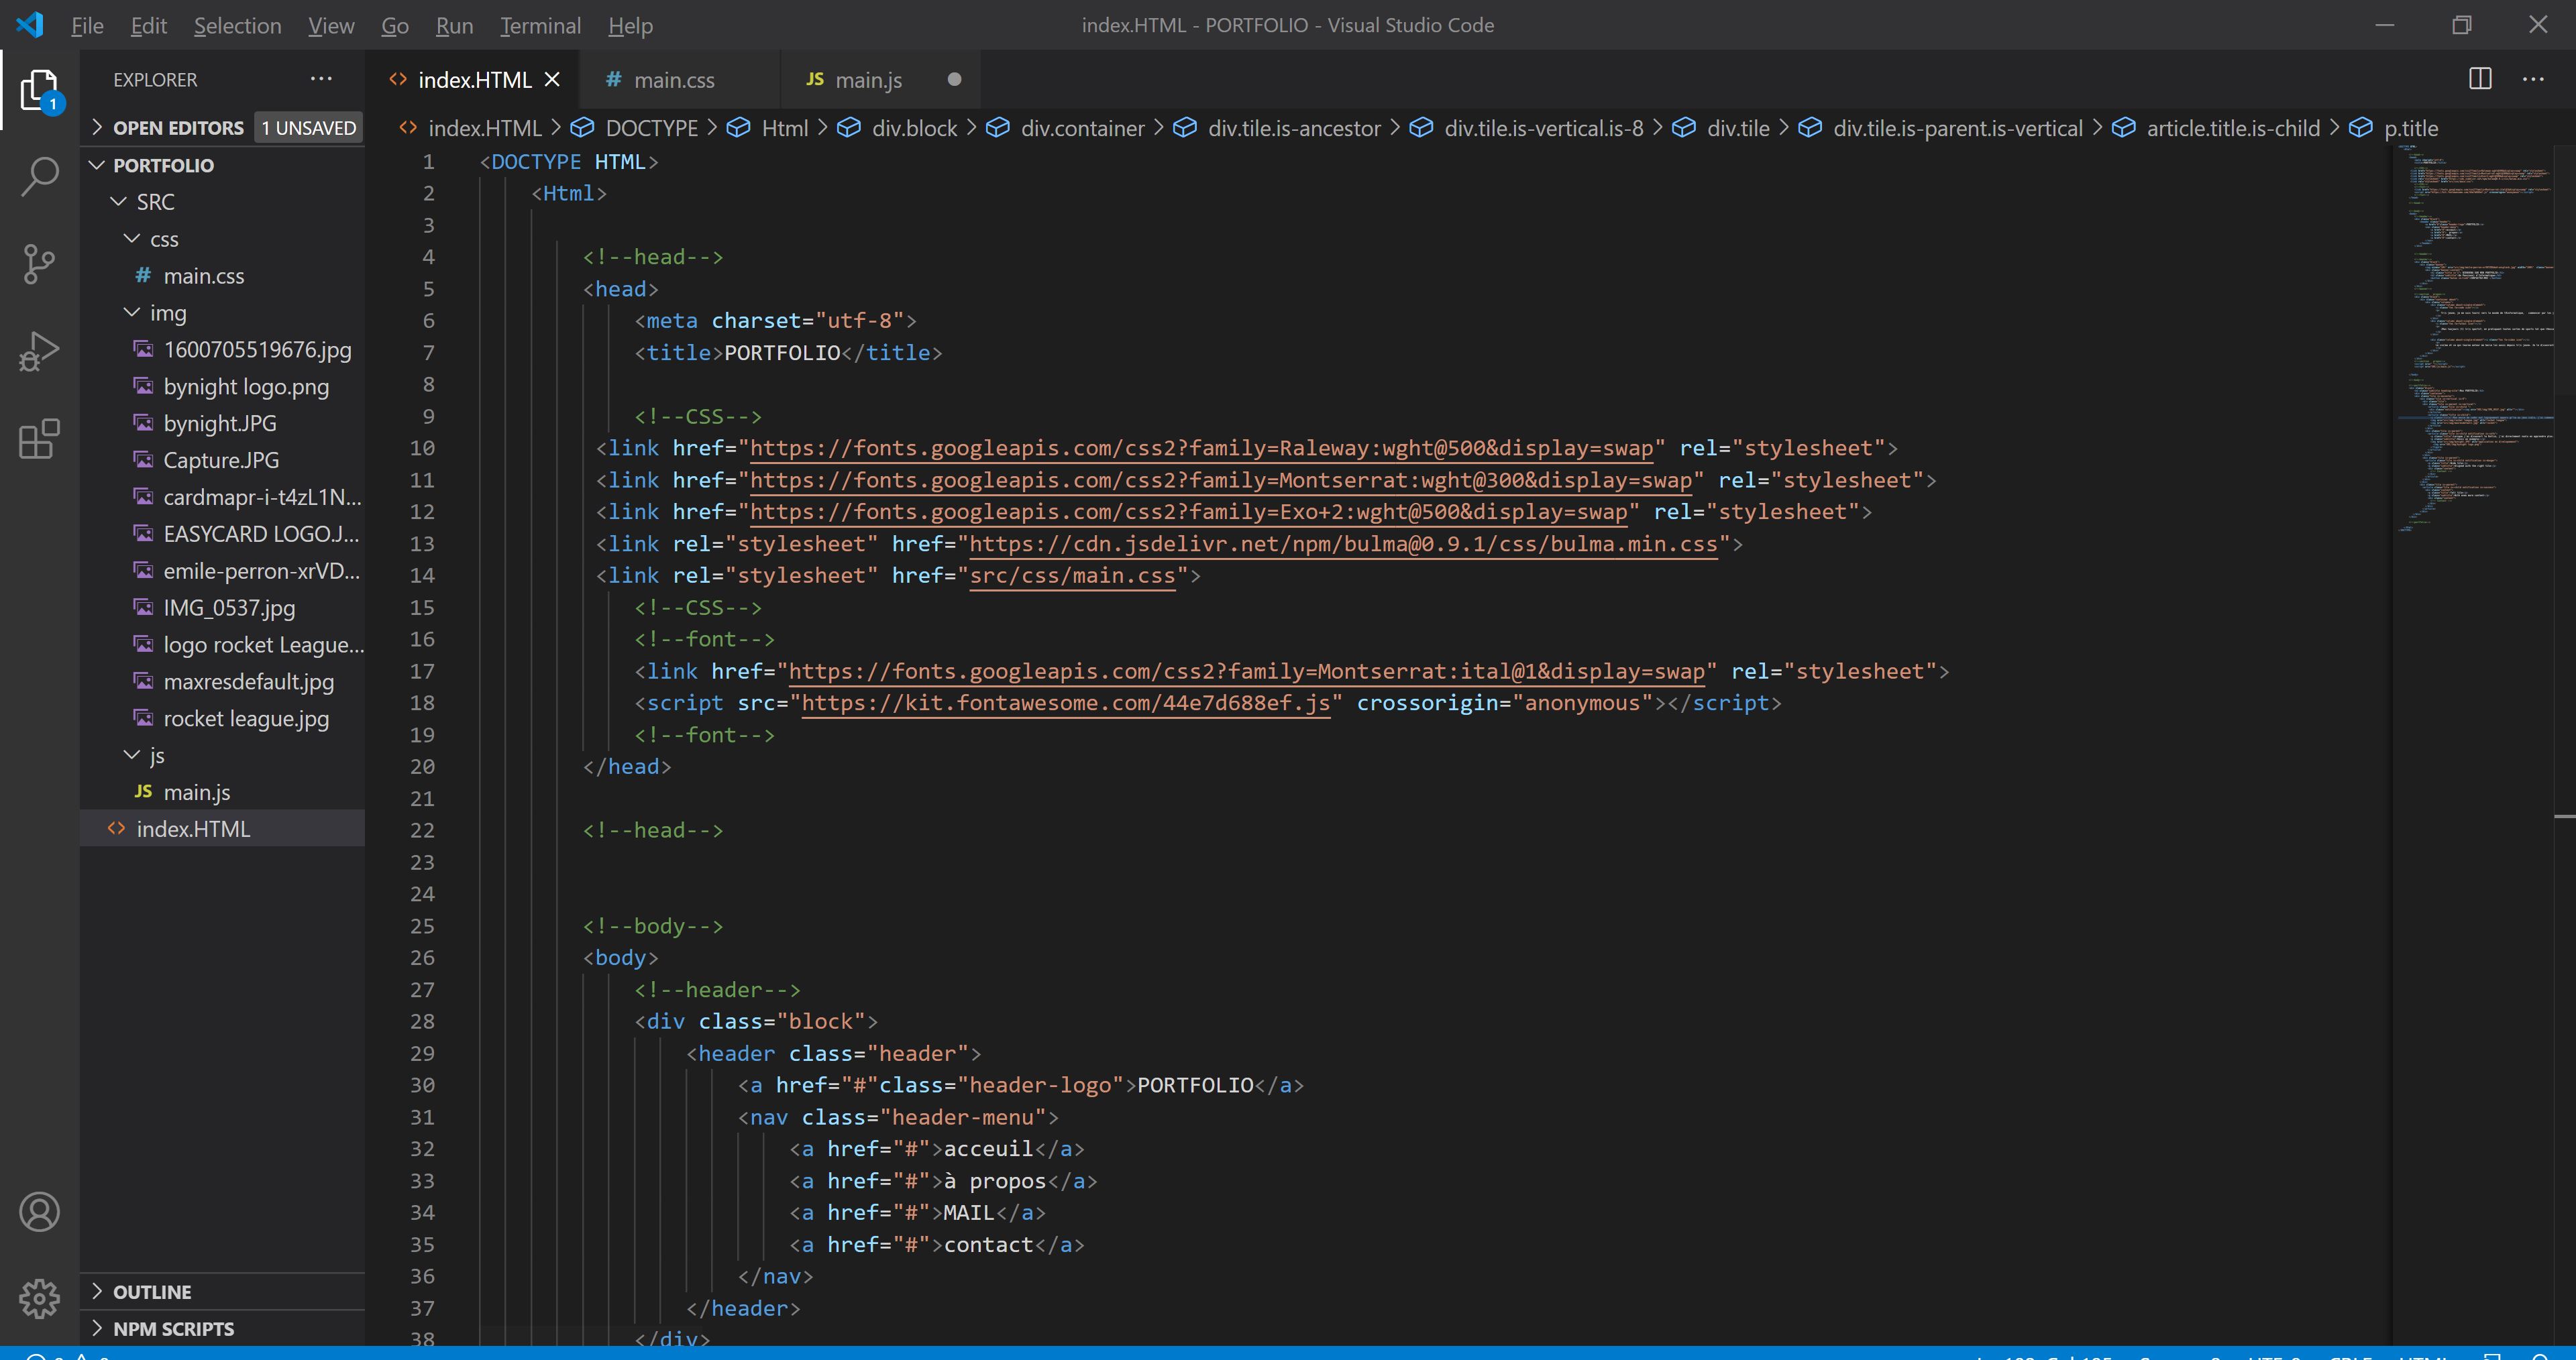 File Edit Selection View Go Run Terminal Help
index.HTML - PORTFOLIO - Visual Studio Code
1
EXPLORER
OPEN EDITORS 1 UNSAVED
PORTFOLIO
SRC
css
main.css
img
1600705519676.jpg
bynight logo.png
bynight.JPG
Capture.JPG
cardmapr-i-t4zL1N...
EASYCARD LOGO.J...
emile-perron-xrVD...
IMG_0537.jpg
logo rocket League...
maxresdefault.jpg
rocket league.jpg
js
JS main.js
index.HTML
OUTLINE
NPM SCRIPTS
index.HTML # main.css JS main.js
index.HTML > DOCTYPE > Html > div.block > div.container > div.tile.is-ancestor > div.tile.is-vertical.is-8 > div.tile > div.tile.is-parent.is-vertical > article.title.is-child > p.title
1 <DOCTYPE HTML>
2 <Html>
3
4 <!--head-->
5 <head>
6 <meta charset="utf-8">
7 <title>PORTFOLIO</title>
8
9 <!--CSS-->
10 <link href="https://fonts.googleapis.com/css2?family=Raleway:wght@500&display=swap" rel="stylesheet">
11 <link href="https://fonts.googleapis.com/css2?family=Montserrat:wght@300&display=swap" rel="stylesheet">
12 <link href="https://fonts.googleapis.com/css2?family=Exo+2:wght@500&display=swap" rel="stylesheet">
13 <link rel="stylesheet" href="https://cdn.jsdelivr.net/npm/bulma@0.9.1/css/bulma.min.css">
14 <link rel="stylesheet" href="src/css/main.css">
15 <!--CSS-->
16 <!--font-->
17 <link href="https://fonts.googleapis.com/css2?family=Montserrat:ital@1&display=swap" rel="stylesheet">
18 <script src="https://kit.fontawesome.com/44e7d688ef.js" crossorigin="anonymous"></script>
19 <!--font-->
20 </head>
21
22 <!--head-->
23
24
25 <!--body-->
26 <body>
27 <!--header-->
28 <div class="block">
29 <header class="header">
30 <a href="#"class="header-logo">PORTFOLIO</a>
31 <nav class="header-menu">
32 <a href="#">acceuil</a>
33 <a href="#">à propos</a>
34 <a href="#">MAIL</a>
35 <a href="#">contact</a>
36 </nav>
37 </header>
38 </div>